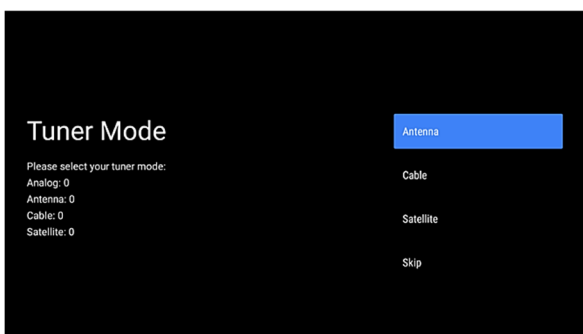 Tuner Mode
Please select your tuner mode:
Analog: 0
Antenna: 0
Cable: 0
Satellite: 0
Antenna
Cable
Satellite
Skip